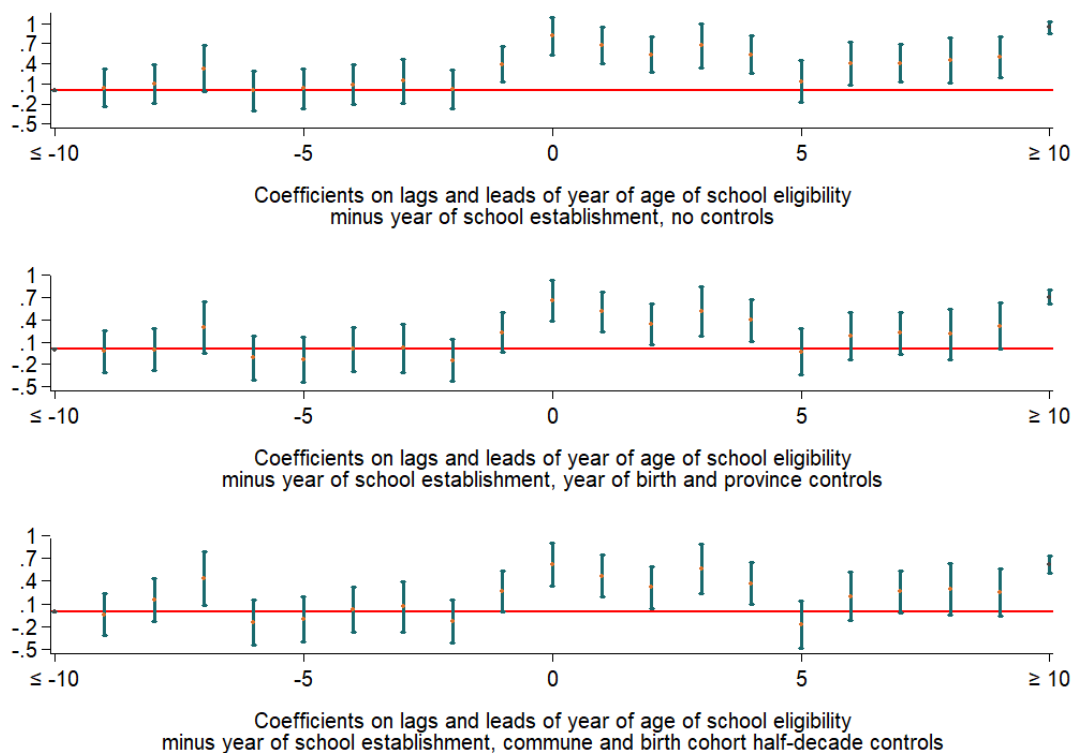 1
.7
.4
.1
-.2
-.5
≤ -10 -5 0 5 ≥ 10
Coefficients on lags and leads of year of age of school eligibility
minus year of school establishment, no controls
1
.7
.4
.1
-.2
-.5
≤ -10 -5 0 5 ≥ 10
Coefficients on lags and leads of year of age of school eligibility
minus year of school establishment, year of birth and province controls
1
.7
.4
.1
-.2
-.5
≤ -10 -5 0 5 ≥ 10
Coefficients on lags and leads of year of age of school eligibility
minus year of school establishment, commune and birth cohort half-decade controls